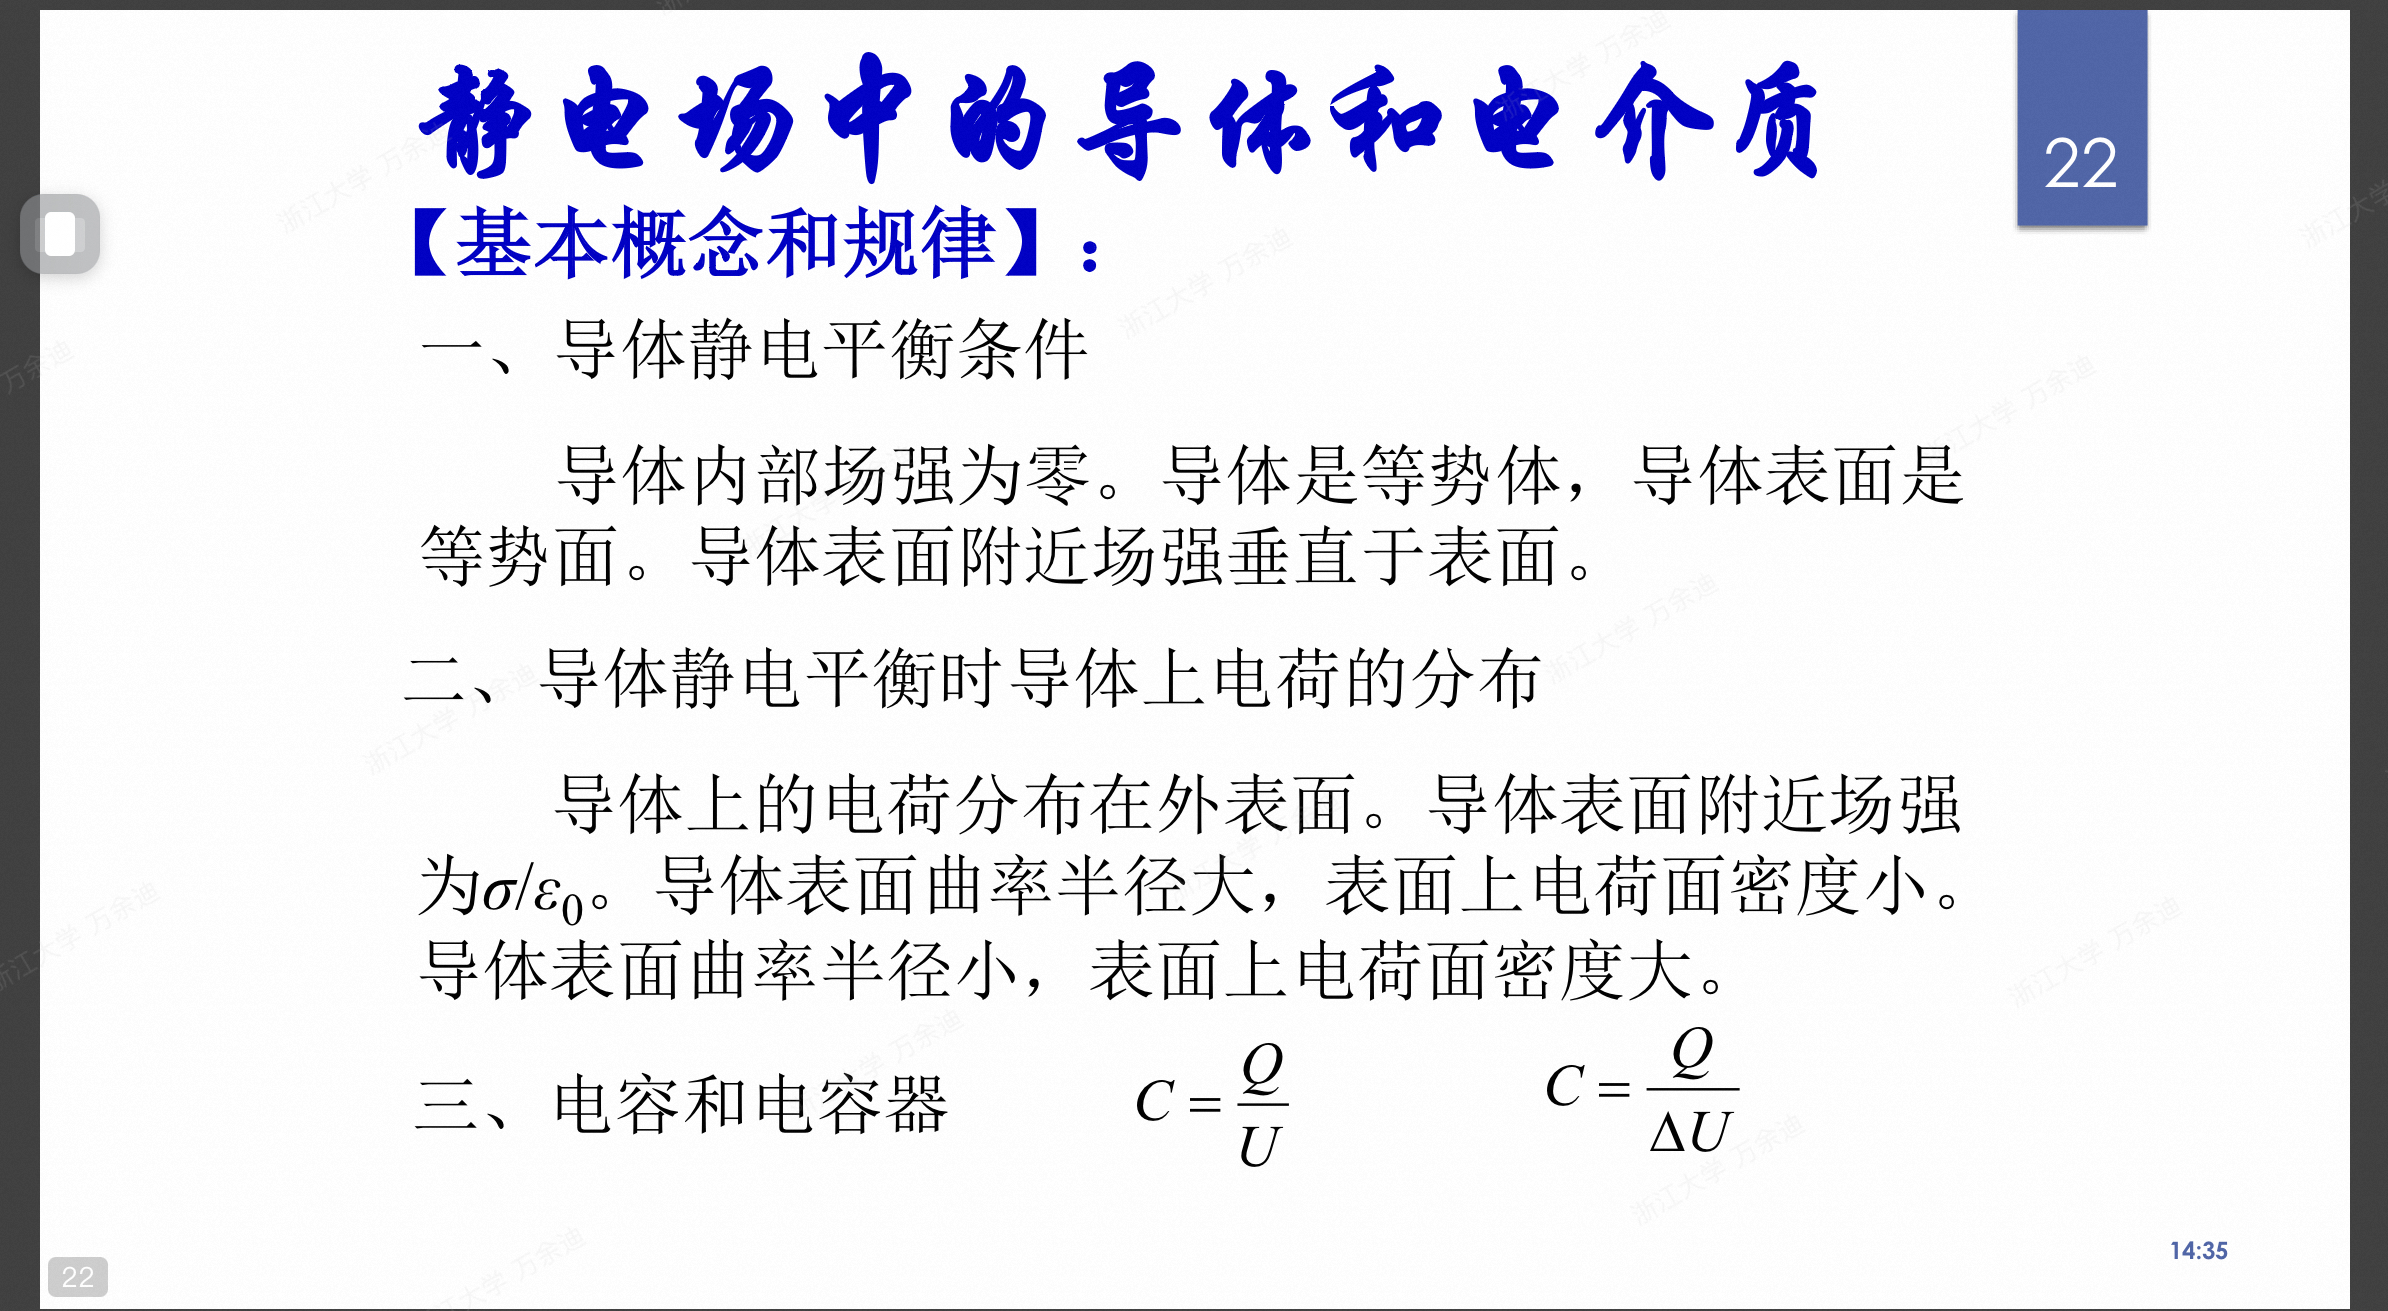 静电场中的导体和电介质
22
【基本概念和规律】：
一、导体静电平衡条件
导体内部场强为零。导体是等势体，导体表面是
等势面。导体表面附近场强垂直于表面。
二、导体静电平衡时导体上电荷的分布
导体上的电荷分布在外表面。导体表面附近场强
为σ/ε₀。导体表面曲率半径大，表面上电荷面密度小。
导体表面曲率半径小，表面上电荷面密度大。
三、电容和电容器 C = Q/U C = Q/ΔU
14:35
22
浙江大学 万余迪